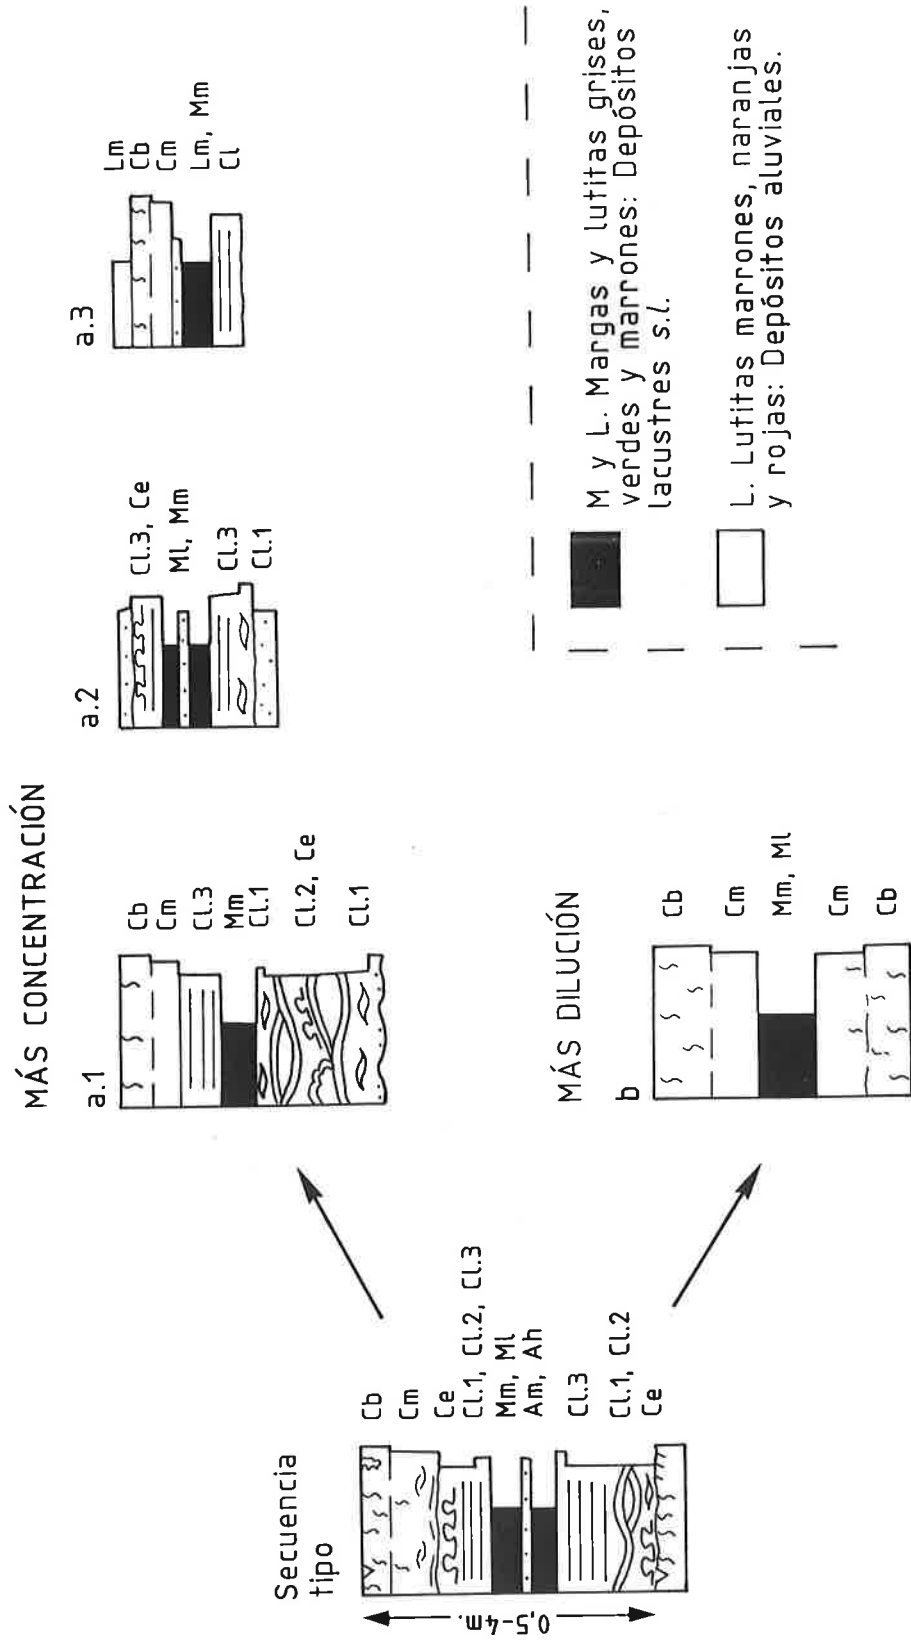 Secuencia
tipo
0,5-4m.
Cb
Cm
Ce
Cl.1, Cl.2, Cl.3
Mm, Ml
Am, Ah
Cl.3
Cl.1, Cl.2
Ce
MÁS CONCENTRACIÓN
a.1
Cb
Cm
Cl.3
Mm
Cl.1
Cl.2, Ce
Cl.1
a.2
Cl.3, Ce
Ml, Mm
Cl.3
Cl.1
a.3
Lm
Cb
Cm
Lm, Mm
Cl
MÁS DILUCIÓN
b
Cb
Cm
Mm, Ml
Cm
Cb
M y L. Margas y lutitas grises,
verdes y marrones: Depósitos
lacustres s.l.
L. Lutitas marrones, naranjas
y rojas: Depósitos aluviales.